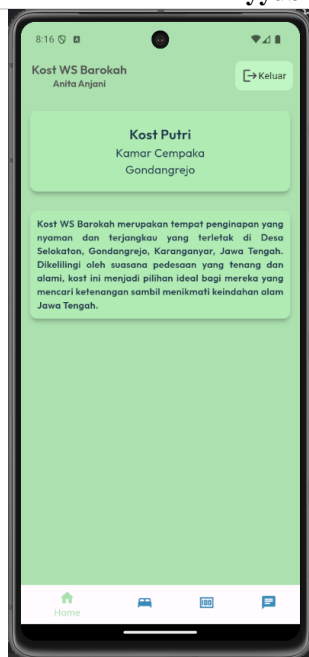 8:16
Kost WS Barokah
Anita Anjani
Keluar
Kost Putri
Kamar Cempaka
Gondangrejo
Kost WS Barokah merupakan tempat penginapan yang
nyaman dan terjangkau yang terletak di Desa
Selokaton, Gondangrejo, Karanganyar, Jawa Tengah.
Dikelilingi oleh suasana pedesaan yang tenang dan
alami, kost ini menjadi pilihan ideal bagi mereka yang
mencari ketenangan sambil menikmati keindahan alam
Jawa Tengah.
Home